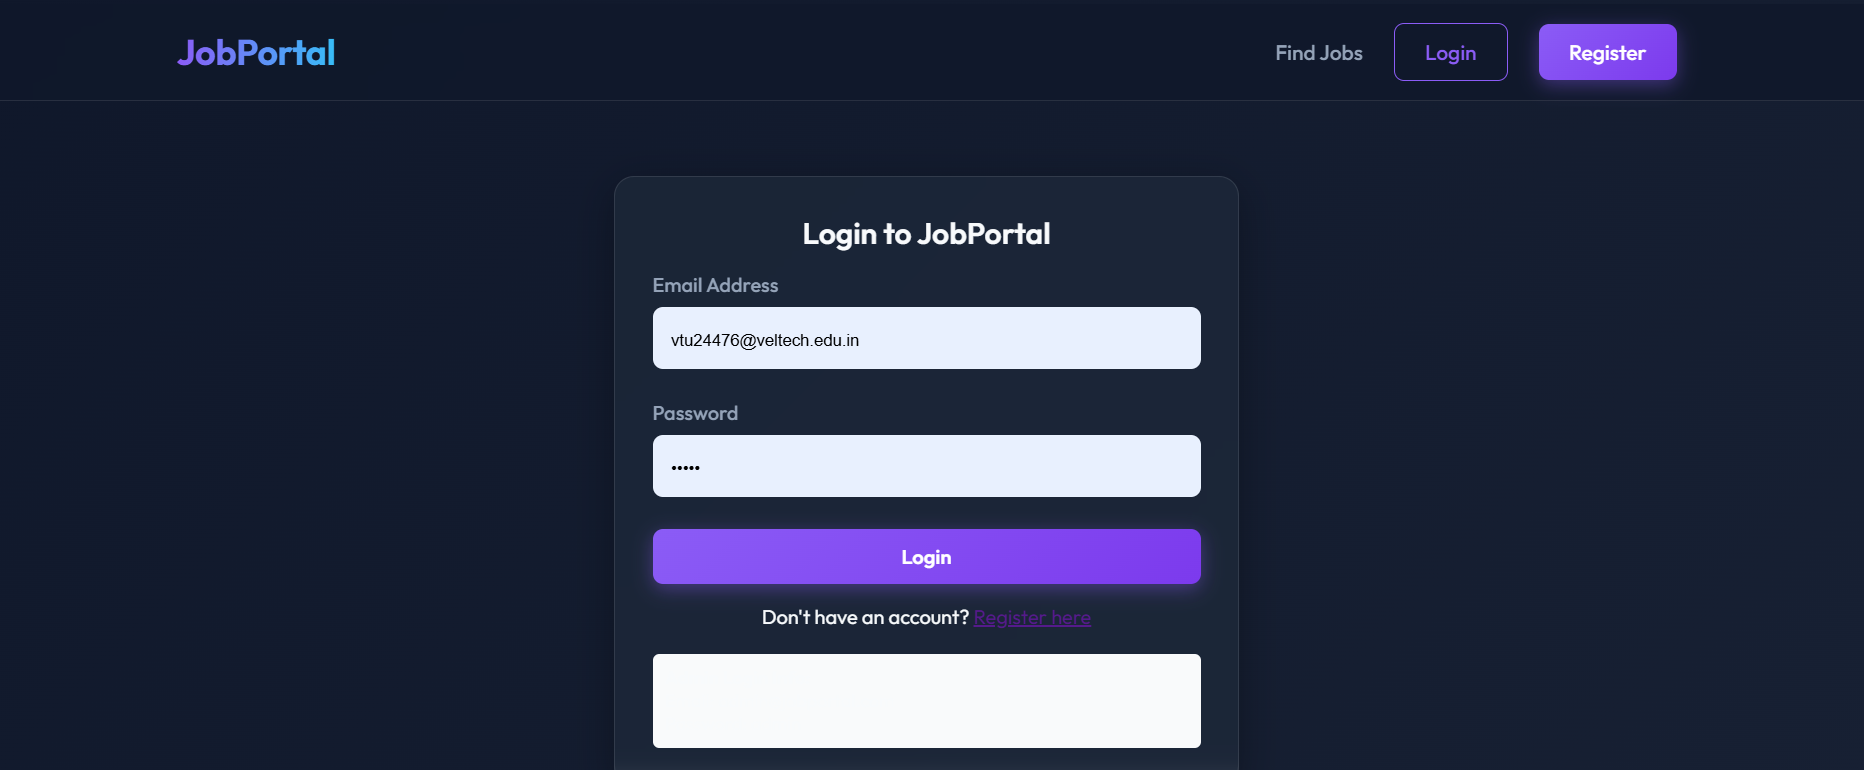 JobPortal
Find Jobs
Login
Register
Login to JobPortal
Email Address
vtu24476@veltech.edu.in
Password
•••••
Login
Don't have an account? Register here